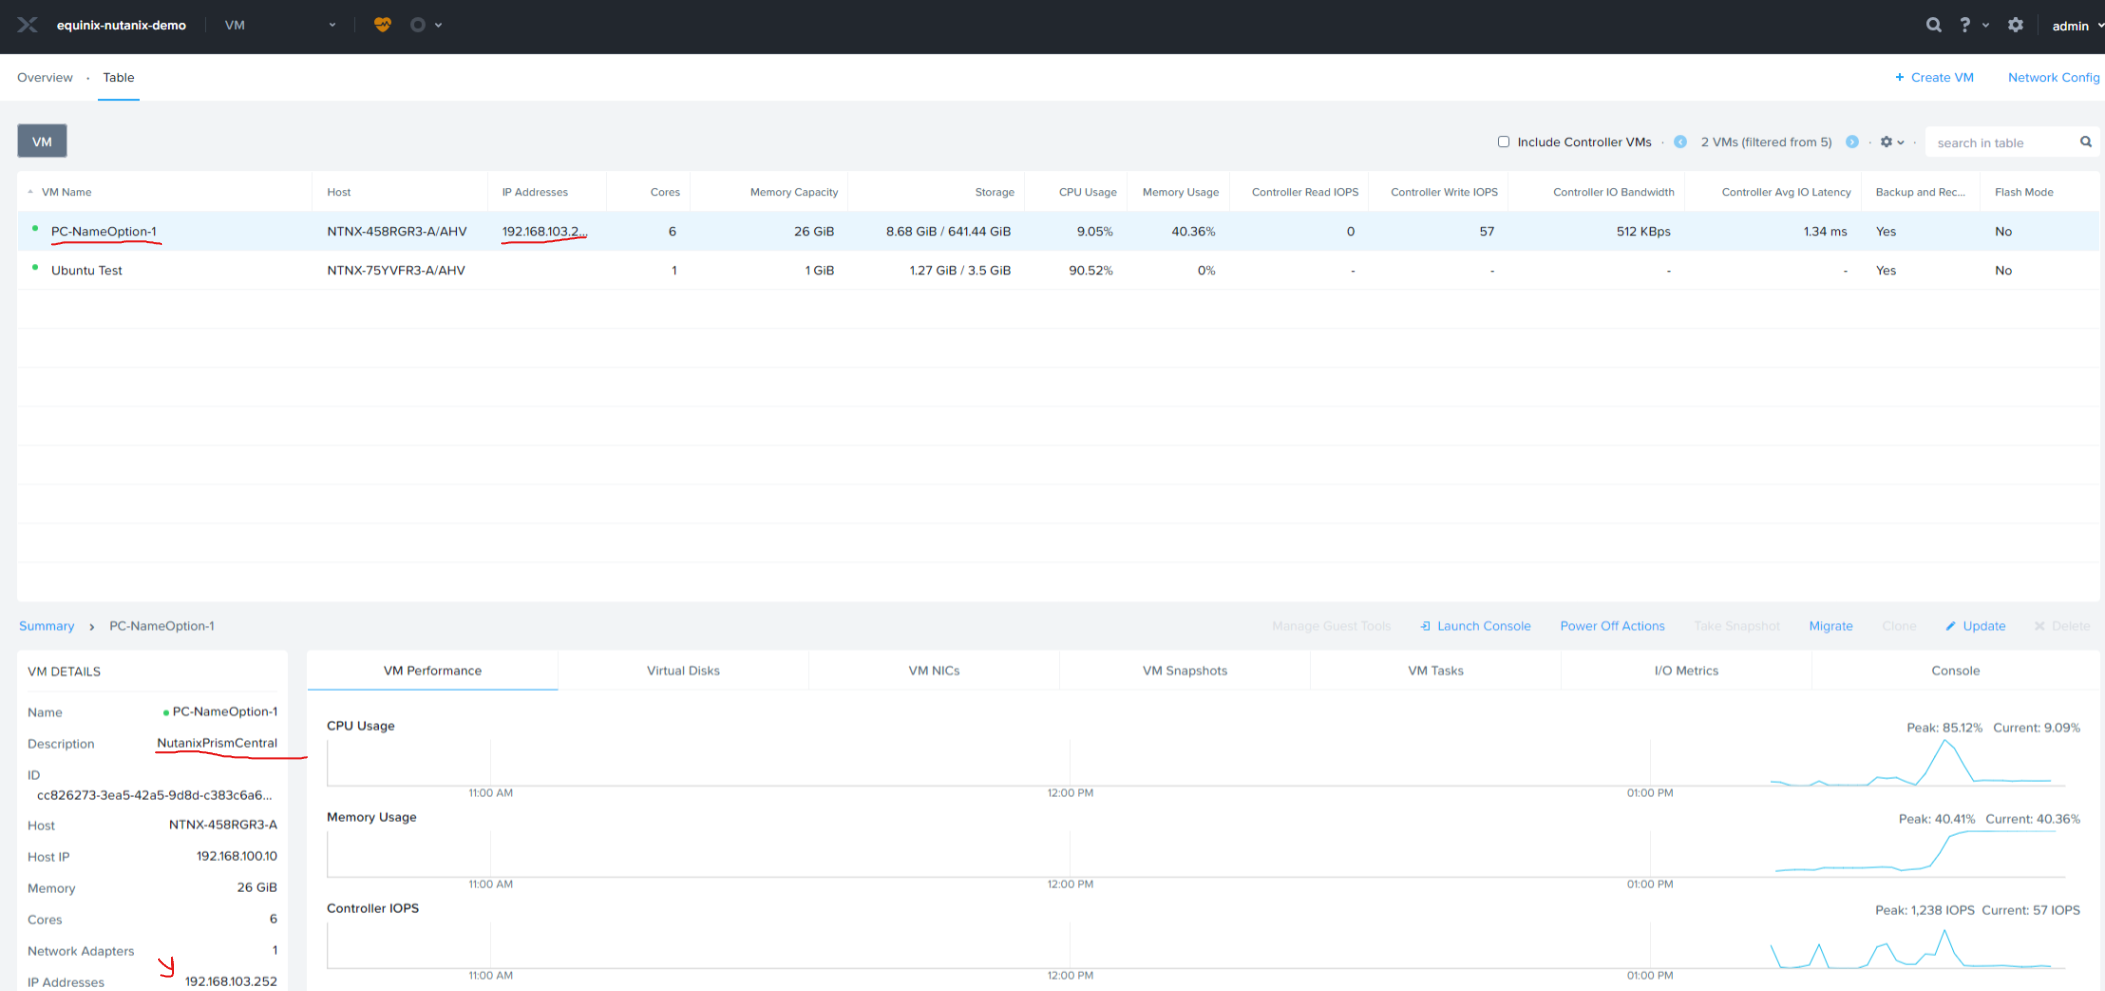 equinix-nutanix-demo VM ? admin
Overview · Table + Create VM Network Config
VM Include Controller VMs · 2 VMs (filtered from 5) · · search in table
VM Name Host IP Addresses Cores Memory Capacity Storage CPU Usage Memory Usage Controller Read IOPS Controller Write IOPS Controller IO Bandwidth Controller Avg IO Latency Backup and Rec... Flash Mode
PC-NameOption-1 NTNX-458RGR3-A/AHV 192.168.103.2... 6 26 GiB 8.68 GiB / 641.44 GiB 9.05% 40.36% 0 57 512 KBps 1.34 ms Yes No
Ubuntu Test NTNX-75YVFR3-A/AHV 1 1 GiB 1.27 GiB / 3.5 GiB 90.52% 0% - - - - Yes No
Summary › PC-NameOption-1 Manage Guest Tools Launch Console Power Off Actions Take Snapshot Migrate Clone Update Delete
VM DETAILS
Name PC-NameOption-1
Description NutanixPrismCentral
ID
cc826273-3ea5-42a5-9d8d-c383c6a6...
Host NTNX-458RGR3-A
Host IP 192.168.100.10
Memory 26 GiB
Cores 6
Network Adapters 1
IP Addresses 192.168.103.252
VM Performance Virtual Disks VM NICs VM Snapshots VM Tasks I/O Metrics Console
CPU Usage Peak: 85.12% Current: 9.09%
11:00 AM 12:00 PM 01:00 PM
Memory Usage Peak: 40.41% Current: 40.36%
11:00 AM 12:00 PM 01:00 PM
Controller IOPS Peak: 1,238 IOPS Current: 57 IOPS
11:00 AM 12:00 PM 01:00 PM